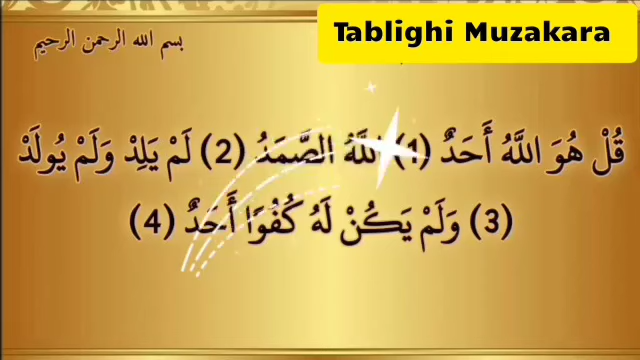 Tablighi Muzakara
بسم الله الرحمن الرحيم
قُلْ هُوَ اللَّهُ أَحَدٌ (1) اللَّهُ الصَّمَدُ (2) لَمْ يَلِدْ وَلَمْ يُولَدْ
(3) وَلَمْ يَكُنْ لَهُ كُفُوًا أَحَدٌ (4)